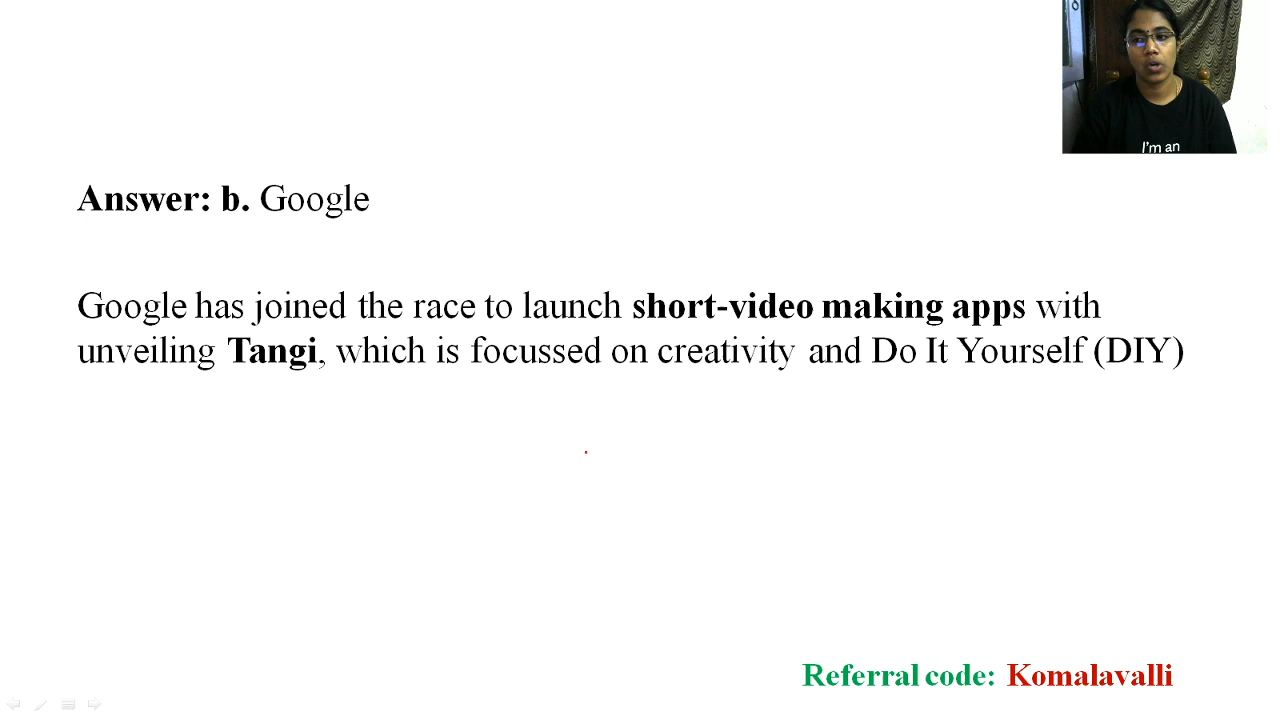 I'm an
Answer: b. Google
Google has joined the race to launch short-video making apps with
unveiling Tangi, which is focussed on creativity and Do It Yourself (DIY)
Referral code: Komalavalli